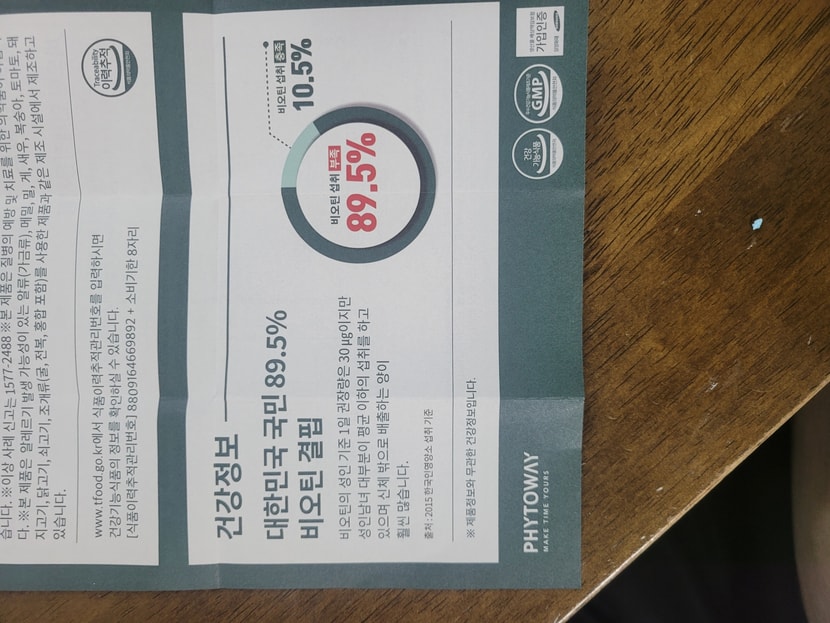 습니다. ※이상 사례 신고는 1577-2488 ※본 제품은 질병의 예방 및 치료를 위한 의약품이
다. ※본 제품은 알레르기 발생 가능성이 있는 알류(가금류), 메밀, 밀, 게, 새우, 복숭아, 토마토, 돼
지고기, 닭고기, 쇠고기, 조개류(굴, 전복, 홍합 포함)를 사용한 제품과 같은 제조 시설에서 제조하고
있습니다.
www.tfood.go.kr에서 식품이력추적관리번호를 입력하시면
건강기능식품의 정보를 확인하실 수 있습니다.
[식품이력추적관리번호] 8809164669892 + 소비기한 8자리
Traceability
이력추적
건강정보
대한민국 국민 89.5%
비오틴 결핍
비오틴의 성인 기준 1일 권장량은 30㎍이지만
성인남녀 대부분이 평균 이하의 섭취를 하고
있으며 신체 밖으로 배출하는 양이
훨씬 많습니다.
출처 : 2015 한국인영양소 섭취 기준
비오틴 섭취 부족
89.5%
비오틴 섭취 충족
10.5%
※ 제품정보와 무관한 건강정보입니다.
PHYTOWAY
MAKE TIME YOURS
건강
기능식품
GMP
가입인증